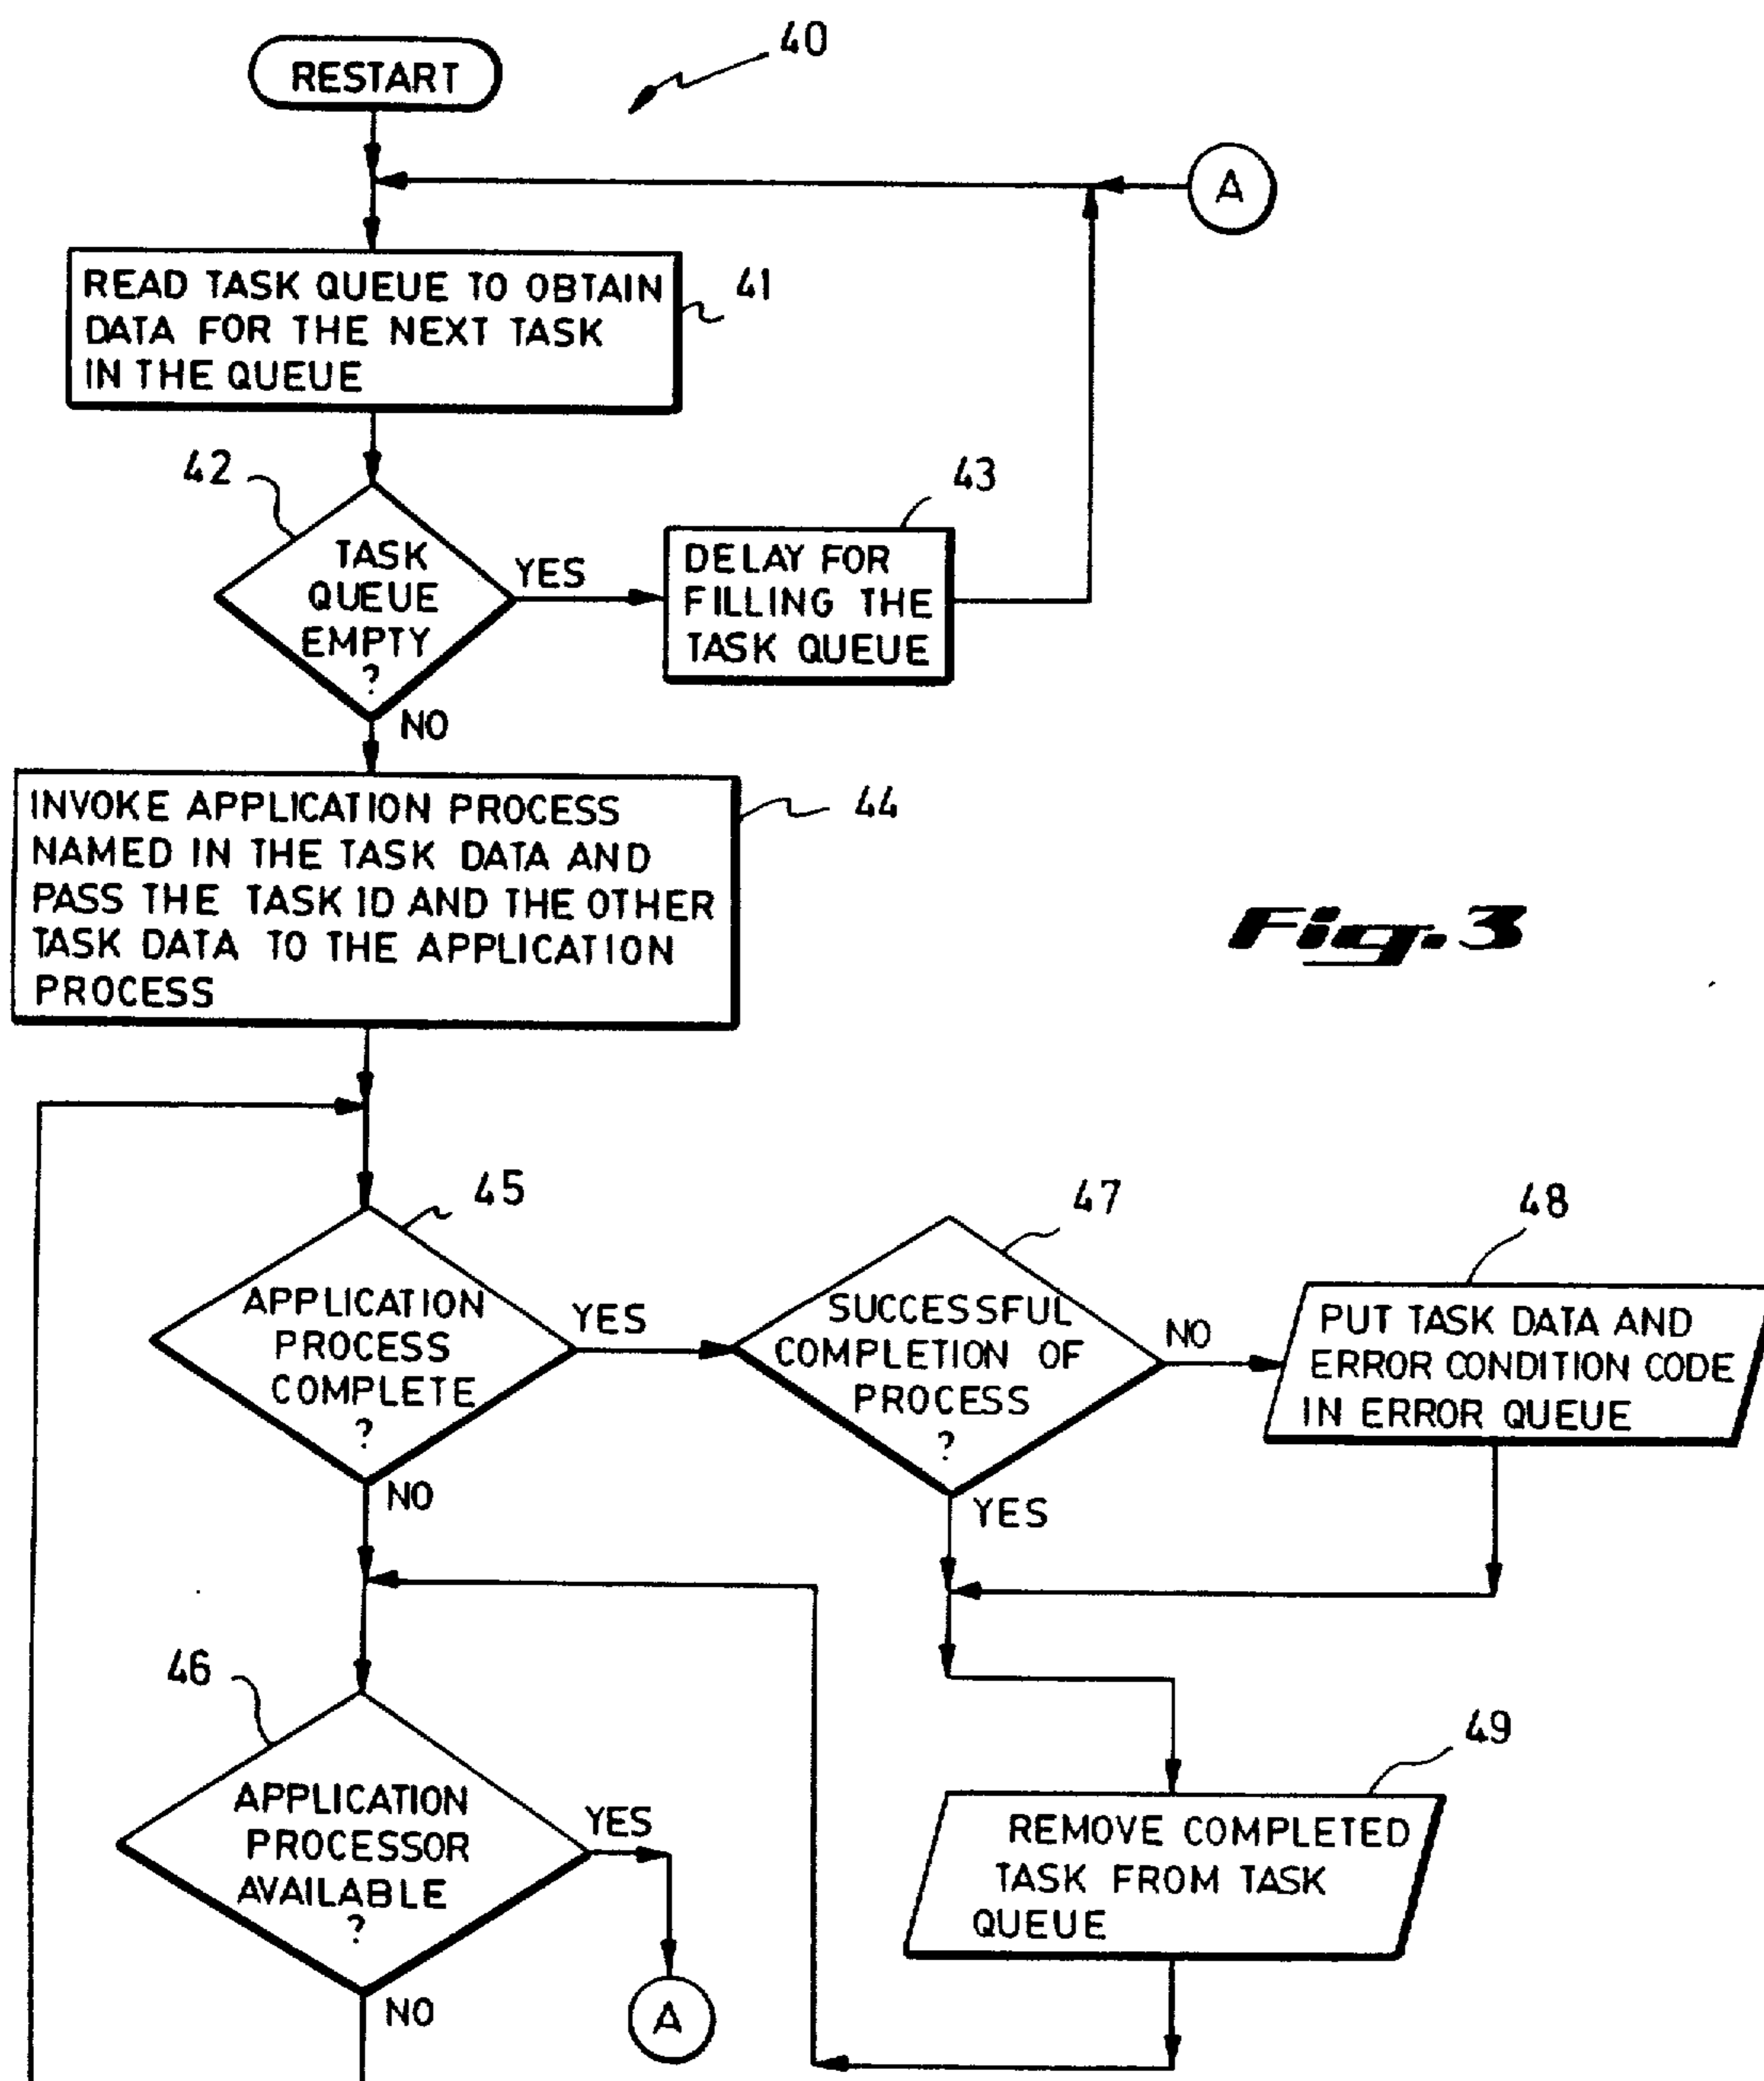 RESTART
40
A
READ TASK QUEUE TO OBTAIN
DATA FOR THE NEXT TASK
IN THE QUEUE
41
42
TASK
QUEUE
EMPTY
?
YES
43
DELAY FOR
FILLING THE
TASK QUEUE
NO
INVOKE APPLICATION PROCESS
NAMED IN THE TASK DATA AND
PASS THE TASK ID AND THE OTHER
TASK DATA TO THE APPLICATION
PROCESS
44
Fig. 3
45
APPLICATION
PROCESS
COMPLETE
?
YES
NO
47
SUCCESSFUL
COMPLETION OF
PROCESS
?
NO
YES
48
PUT TASK DATA AND
ERROR CONDITION CODE
IN ERROR QUEUE
46
APPLICATION
PROCESSOR
AVAILABLE
?
YES
A
NO
49
REMOVE COMPLETED
TASK FROM TASK
QUEUE